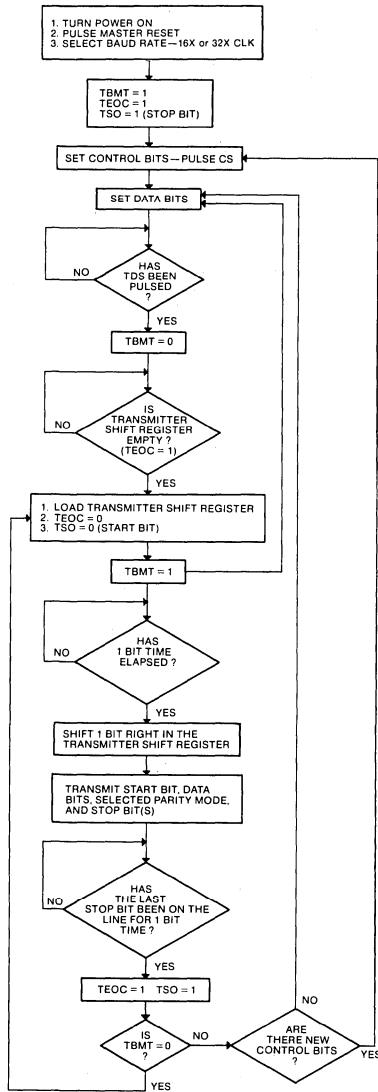 1. TURN POWER ON
2. PULSE MASTER RESET
3. SELECT BAUD RATE—16X or 32X CLK
TBMT = 1
TEOC = 1
TSO = 1 (STOP BIT)
SET CONTROL BITS — PULSE CS
SET DATA BITS
HAS
TDS BEEN
PULSED
?
NO
YES
TBMT = 0
IS
TRANSMITTER
SHIFT REGISTER
EMPTY ?
(TEOC = 1)
NO
YES
1. LOAD TRANSMITTER SHIFT REGISTER
2. TEOC = 0
3. TSO = 0 (START BIT)
TBMT = 1
HAS
1 BIT TIME
ELAPSED ?
NO
YES
SHIFT 1 BIT RIGHT IN THE
TRANSMITTER SHIFT REGISTER
TRANSMIT START BIT, DATA
BITS, SELECTED PARITY MODE,
AND STOP BIT(S)
HAS
THE LAST
STOP BIT BEEN ON THE
LINE FOR 1 BIT
TIME ?
NO
YES
TEOC = 1 TSO = 1
IS
TBMT = 0
?
NO
YES
ARE
THERE NEW
CONTROL BITS
?
NO
YES